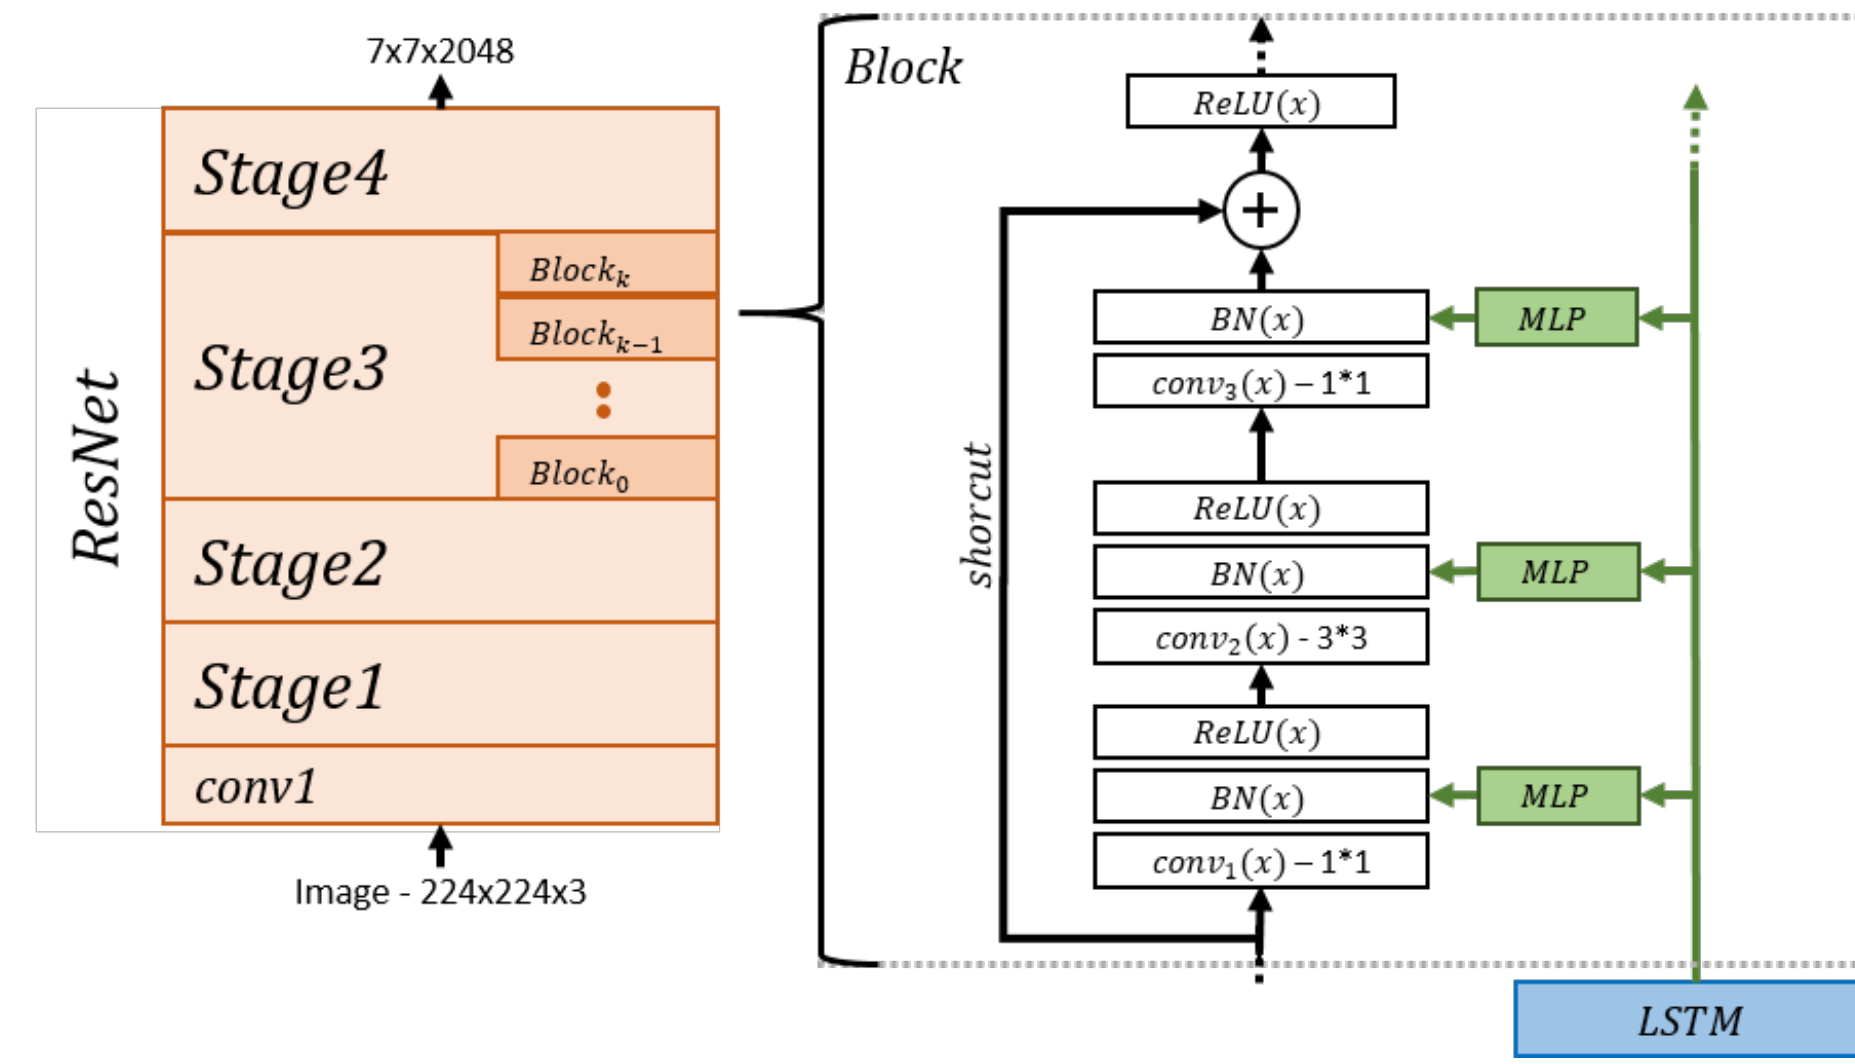 7x7x2048
ResNet
Stage4
Stage3
Block_k
Block_{k−1}
Block_0
Stage2
Stage1
conv1
Image - 224x224x3
Block
ReLU(x)
+
shorcut
BN(x)
MLP
conv_3(x) – 1*1
ReLU(x)
BN(x)
MLP
conv_2(x) - 3*3
ReLU(x)
BN(x)
MLP
conv_1(x) – 1*1
LSTM